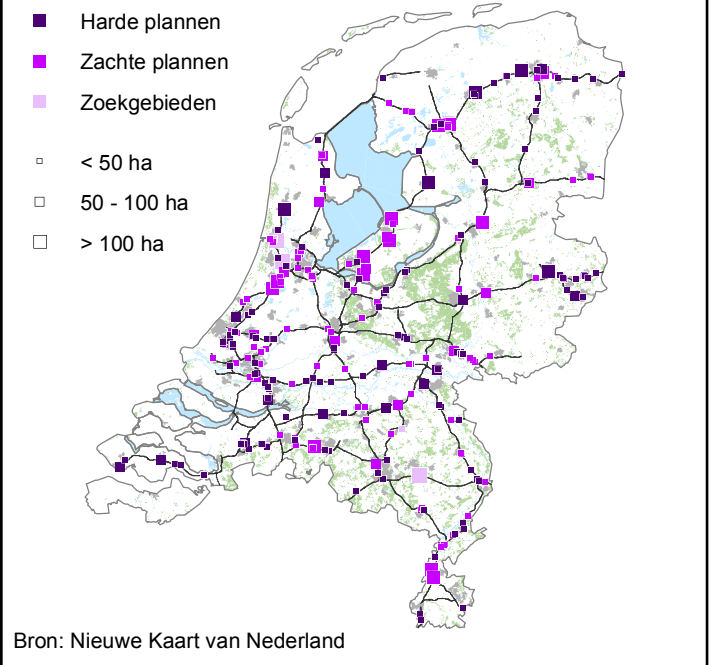 Harde plannen
Zachte plannen
Zoekgebieden
< 50 ha
50 - 100 ha
> 100 ha
Bron: Nieuwe Kaart van Nederland